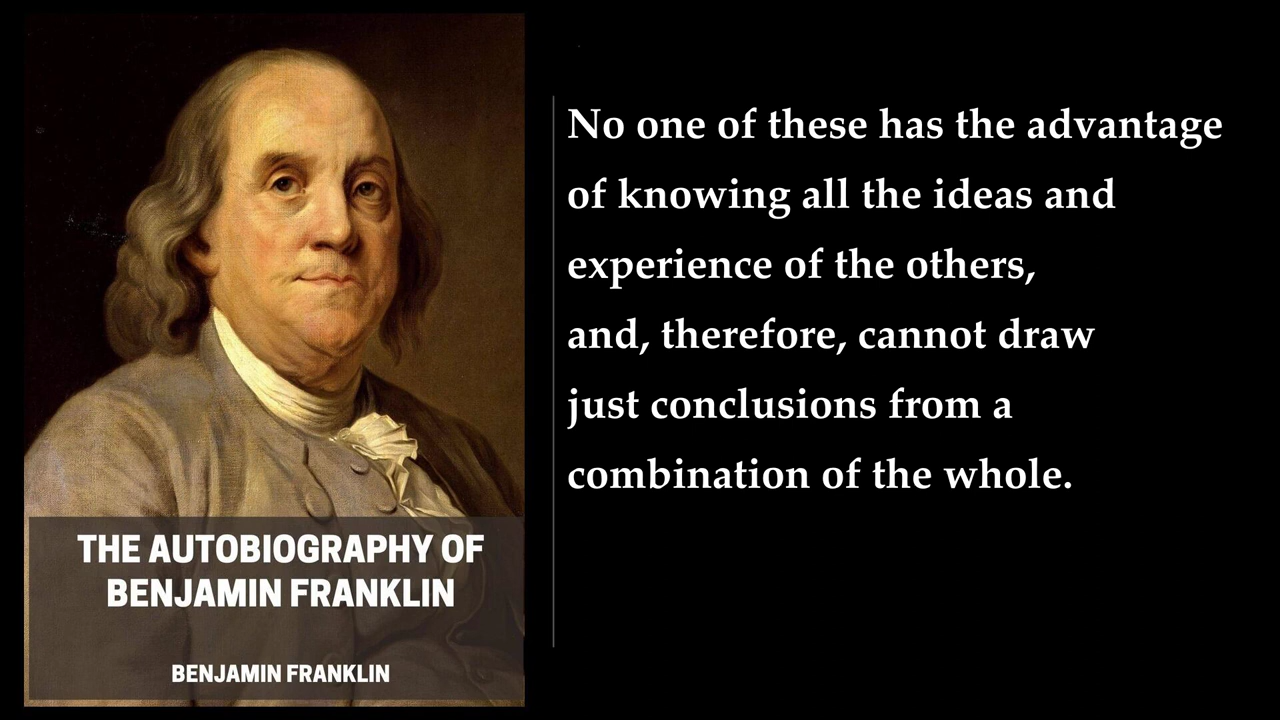 THE AUTOBIOGRAPHY OF
BENJAMIN FRANKLIN
BENJAMIN FRANKLIN
No one of these has the advantage
of knowing all the ideas and
experience of the others,
and, therefore, cannot draw
just conclusions from a
combination of the whole.